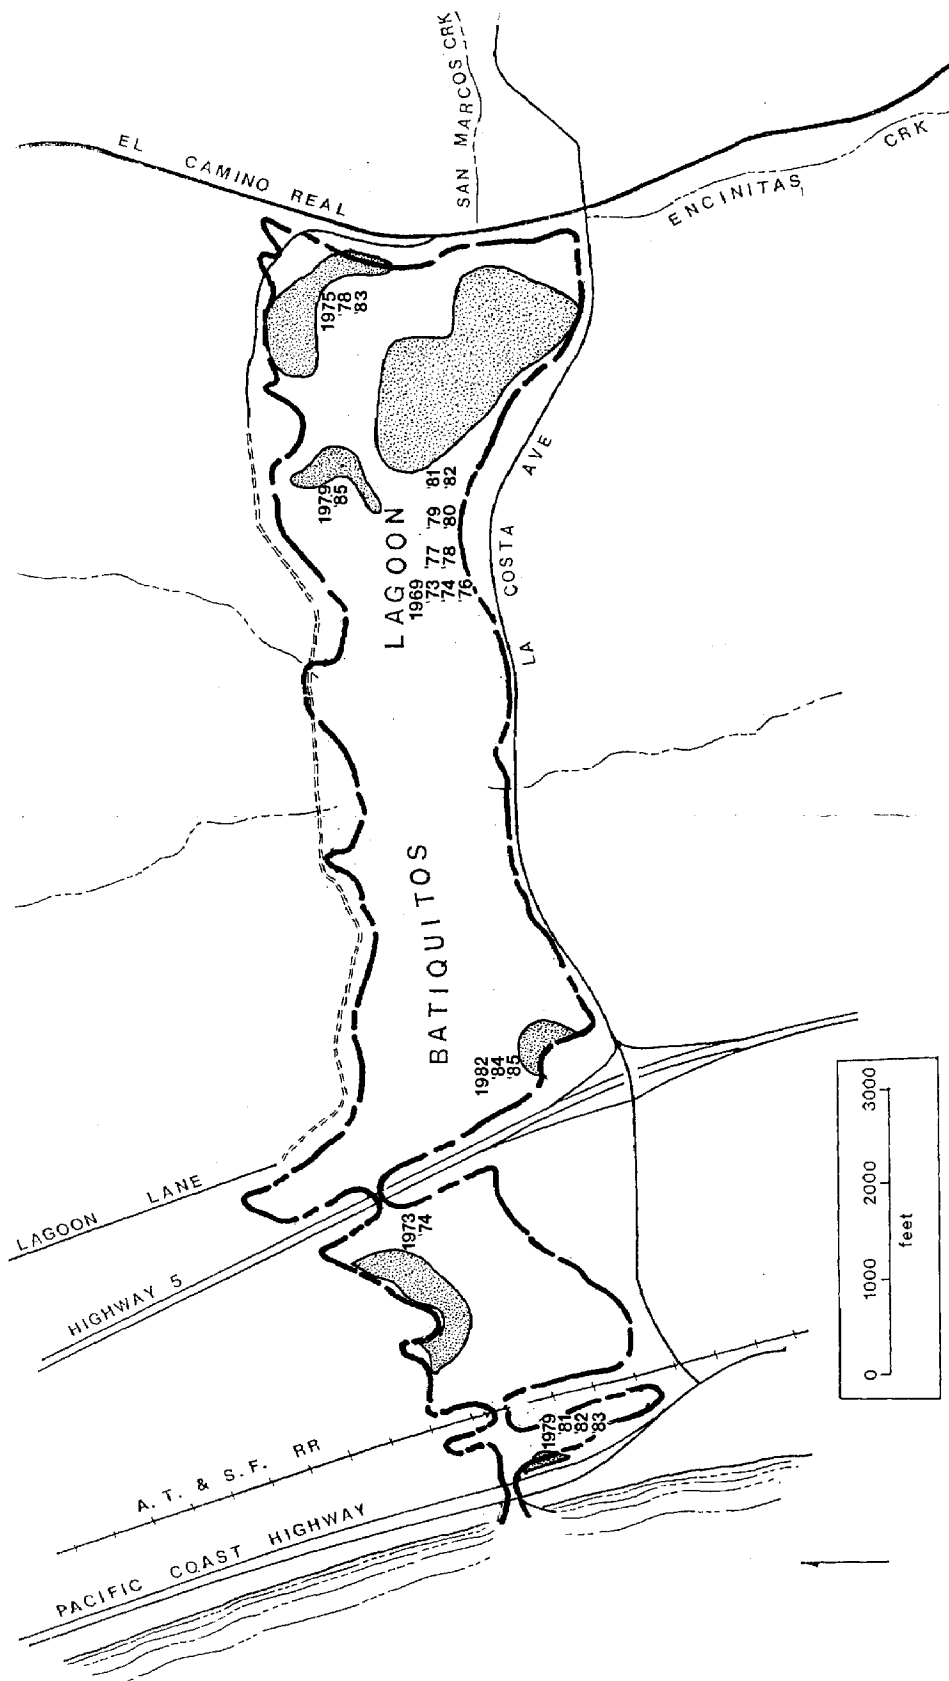 EL CAMINO REAL
SAN MARCOS CRK
ENCINITAS CRK
1975
'78
'83
1979
'85
BATIQUITOS LAGOON
1969
'73 '77 '79 '81
'74 '78 '80 '82
'76
LA COSTA AVE
1982
'84
'85
LAGOON LANE
HIGHWAY 5
1973
'74
A.T. & S.F. RR
1979
'81
'82
'83
PACIFIC COAST HIGHWAY
0 1000 2000 3000
feet